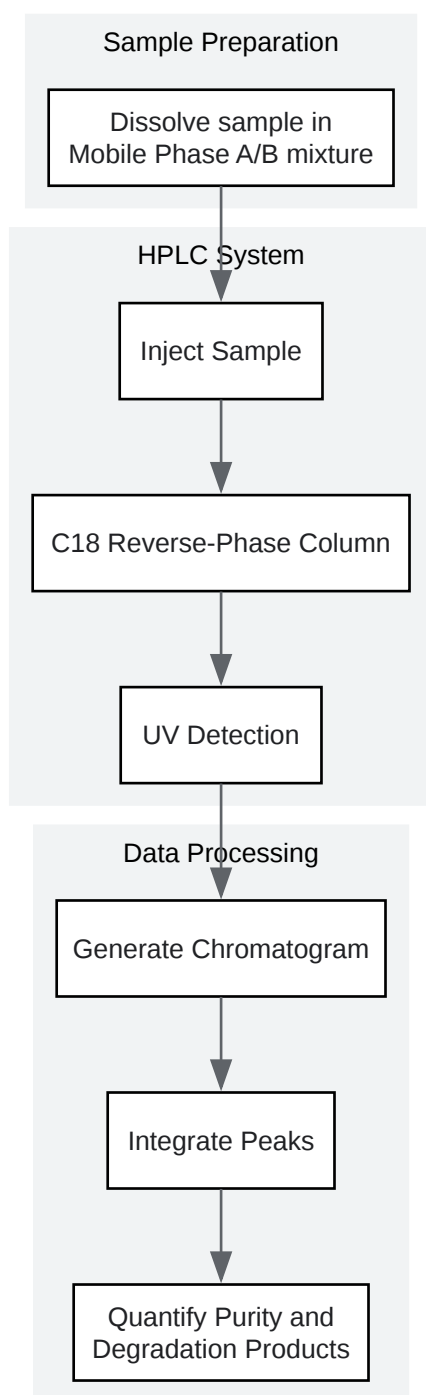 Sample Preparation
Dissolve sample in
Mobile Phase A/B mixture
HPLC System
Inject Sample
C18 Reverse-Phase Column
UV Detection
Data Processing
Generate Chromatogram
Integrate Peaks
Quantify Purity and
Degradation Products